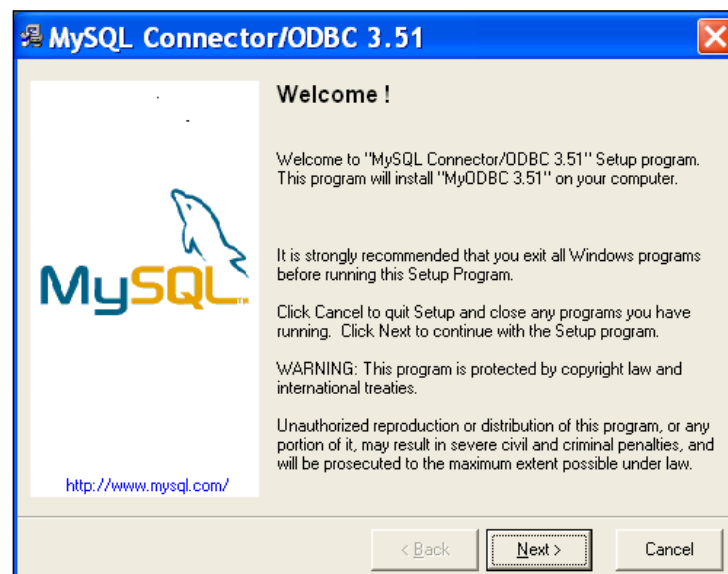 MySQL Connector/ODBC 3.51
Welcome !
Welcome to "MySQL Connector/ODBC 3.51" Setup program.
This program will install "MyODBC 3.51" on your computer.
It is strongly recommended that you exit all Windows programs
before running this Setup Program.
Click Cancel to quit Setup and close any programs you have
running. Click Next to continue with the Setup program.
WARNING: This program is protected by copyright law and
international treaties.
Unauthorized reproduction or distribution of this program, or any
portion of it, may result in severe civil and criminal penalties, and
will be prosecuted to the maximum extent possible under law.
MySQL™
http://www.mysql.com/
< Back
Next >
Cancel